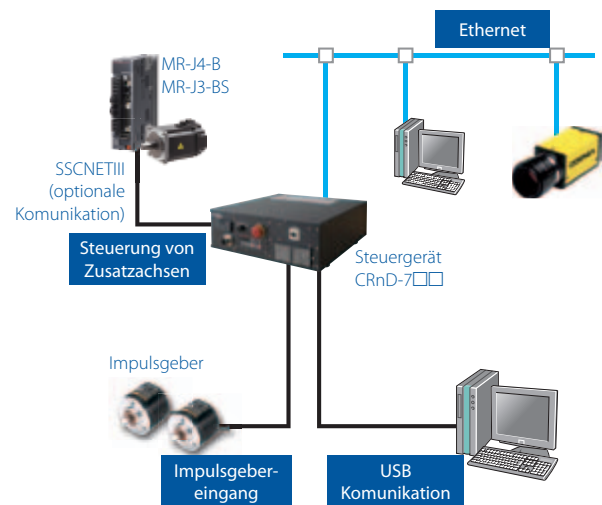 Ethernet
MR-J4-B
MR-J3-BS
SSCNETIII
(optionale
Komunikation)
Steuerung von
Zusatzachsen
Steuergerät
CRnD-7□□
Impulsgeber
Impulsgeber-
eingang
USB
Komunikation